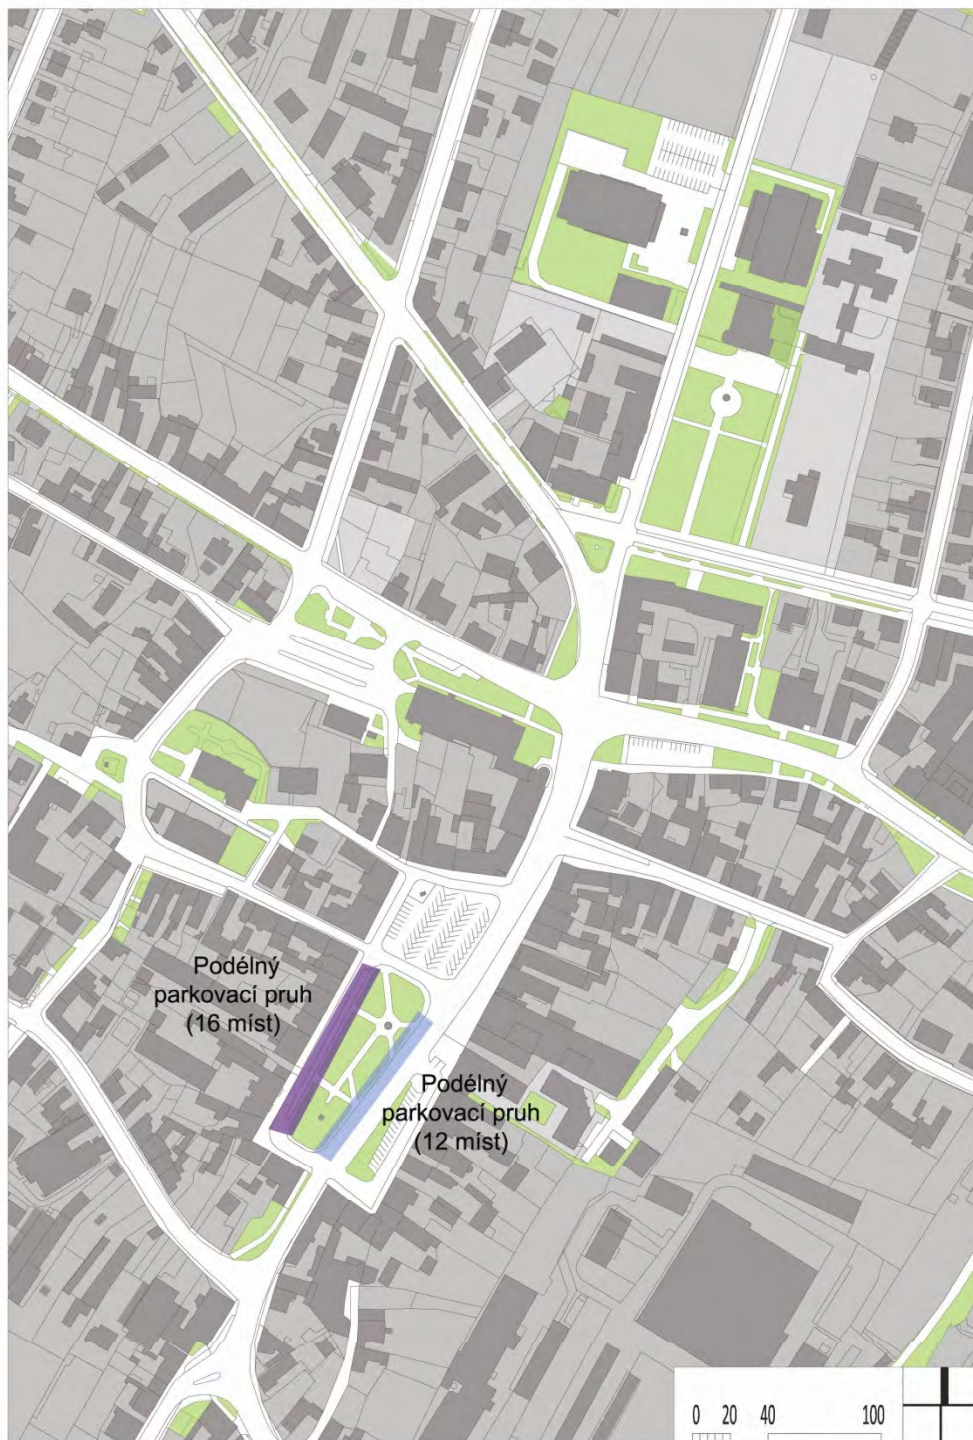 Podélný
parkovací pruh
(16 míst)
Podélný
parkovací pruh
(12 míst)
0 20 40 100